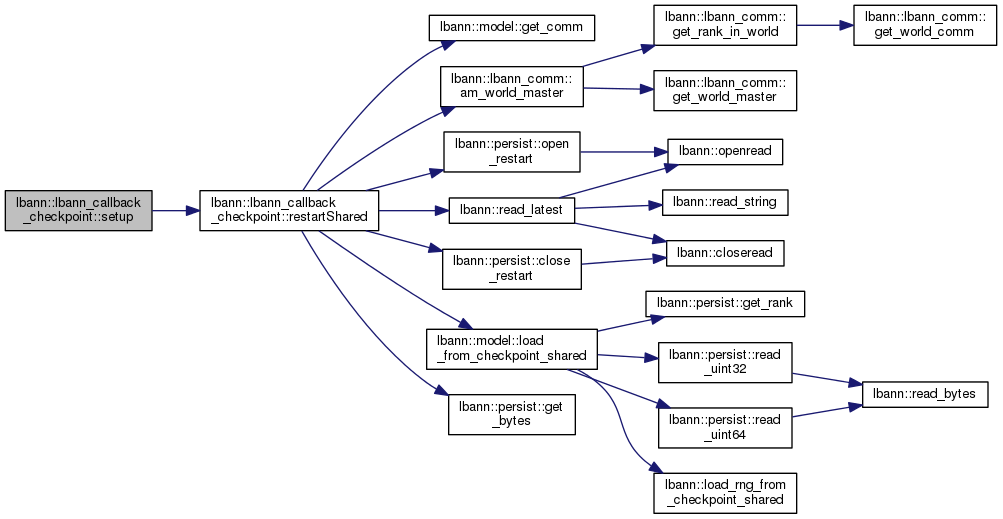 lbann::lbann_callback
_checkpoint::setup
lbann::lbann_callback
_checkpoint::restartShared
lbann::model::get_comm
lbann::lbann_comm::
am_world_master
lbann::persist::open
_restart
lbann::read_latest
lbann::persist::close
_restart
lbann::model::load
_from_checkpoint_shared
lbann::persist::get
_bytes
lbann::lbann_comm::
get_rank_in_world
lbann::lbann_comm::
get_world_master
lbann::openread
lbann::read_string
lbann::closeread
lbann::persist::get_rank
lbann::persist::read
_uint32
lbann::persist::read
_uint64
lbann::load_rng_from
_checkpoint_shared
lbann::lbann_comm::
get_world_comm
lbann::read_bytes